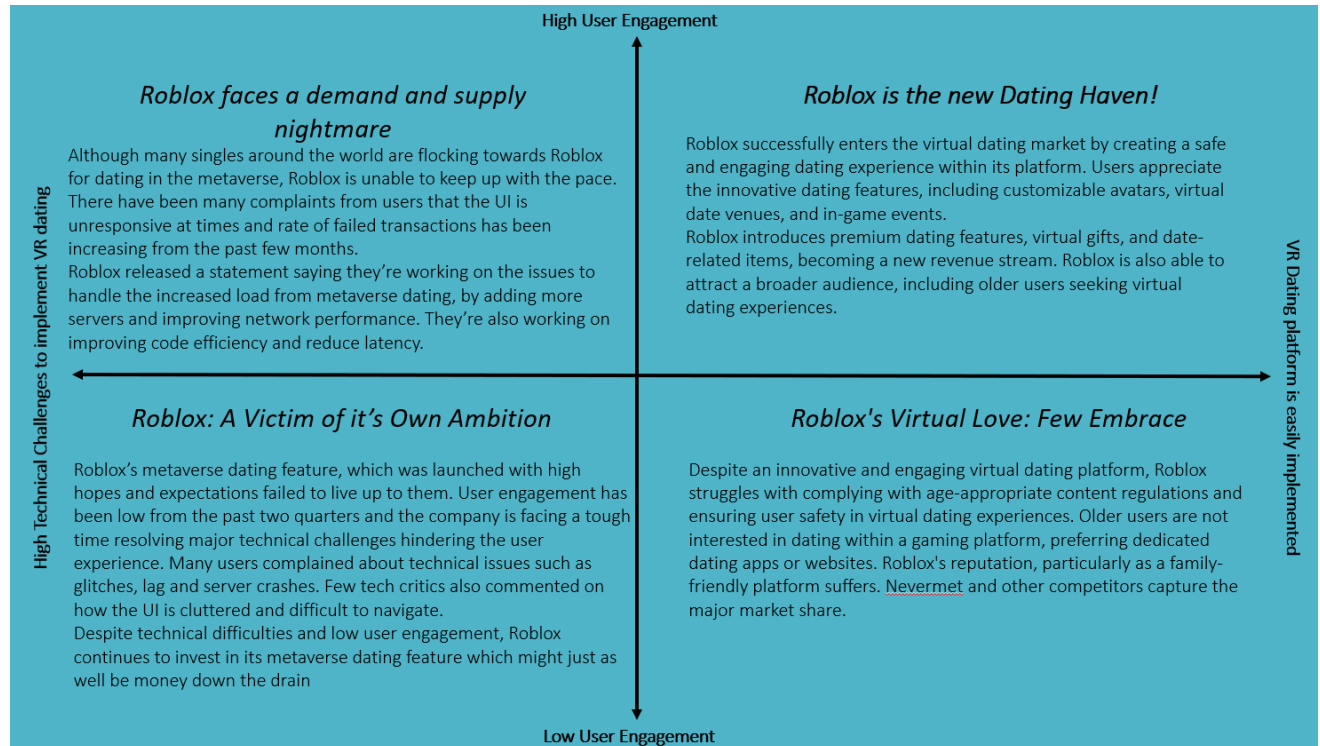 High User Engagement
Roblox faces a demand and supply
nightmare
Although many singles around the world are flocking towards Roblox
for dating in the metaverse, Roblox is unable to keep up with the pace.
There have been many complaints from users that the UI is
unresponsive at times and rate of failed transactions has been
increasing from the past few months.
Roblox released a statement saying they're working on the issues to
handle the increased load from metaverse dating, by adding more
servers and improving network performance. They're also working on
improving code efficiency and reduce latency.
Roblox is the new Dating Haven!
Roblox successfully enters the virtual dating market by creating a safe
and engaging dating experience within its platform. Users appreciate
the innovative dating features, including customizable avatars, virtual
date venues, and in-game events.
Roblox introduces premium dating features, virtual gifts, and date-
related items, becoming a new revenue stream. Roblox is also able to
attract a broader audience, including older users seeking virtual
dating experiences.
High Technical Challenges to implement VR dating
VR Dating platform is easily implemented
Roblox: A Victim of it's Own Ambition
Roblox's metaverse dating feature, which was launched with high
hopes and expectations failed to live up to them. User engagement has
been low from the past two quarters and the company is facing a tough
time resolving major technical challenges hindering the user
experience. Many users complained about technical issues such as
glitches, lag and server crashes. Few tech critics also commented on
how the UI is cluttered and difficult to navigate.
Despite technical difficulties and low user engagement, Roblox
continues to invest in its metaverse dating feature which might just as
well be money down the drain
Roblox's Virtual Love: Few Embrace
Despite an innovative and engaging virtual dating platform, Roblox
struggles with complying with age-appropriate content regulations and
ensuring user safety in virtual dating experiences. Older users are not
interested in dating within a gaming platform, preferring dedicated
dating apps or websites. Roblox's reputation, particularly as a family-
friendly platform suffers. Nevermet and other competitors capture the
major market share.
Low User Engagement